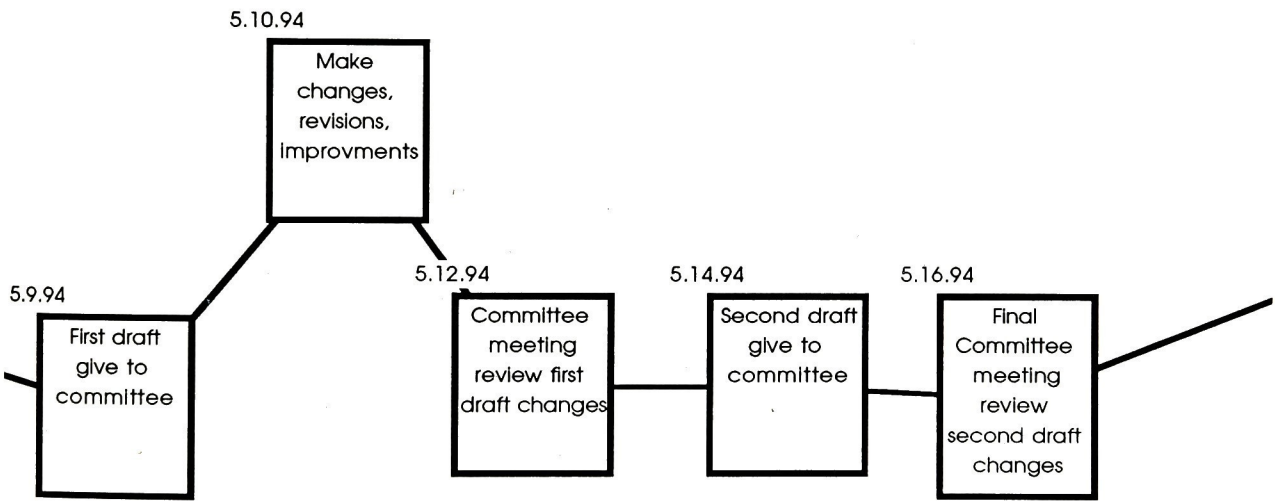 5.10.94
Make
changes,
revisions,
improvments
5.9.94
First draft
give to
committee
5.12.94
Committee
meeting
review first
draft changes
5.14.94
Second draft
give to
committee
5.16.94
Final
Committee
meeting
review
second draft
changes